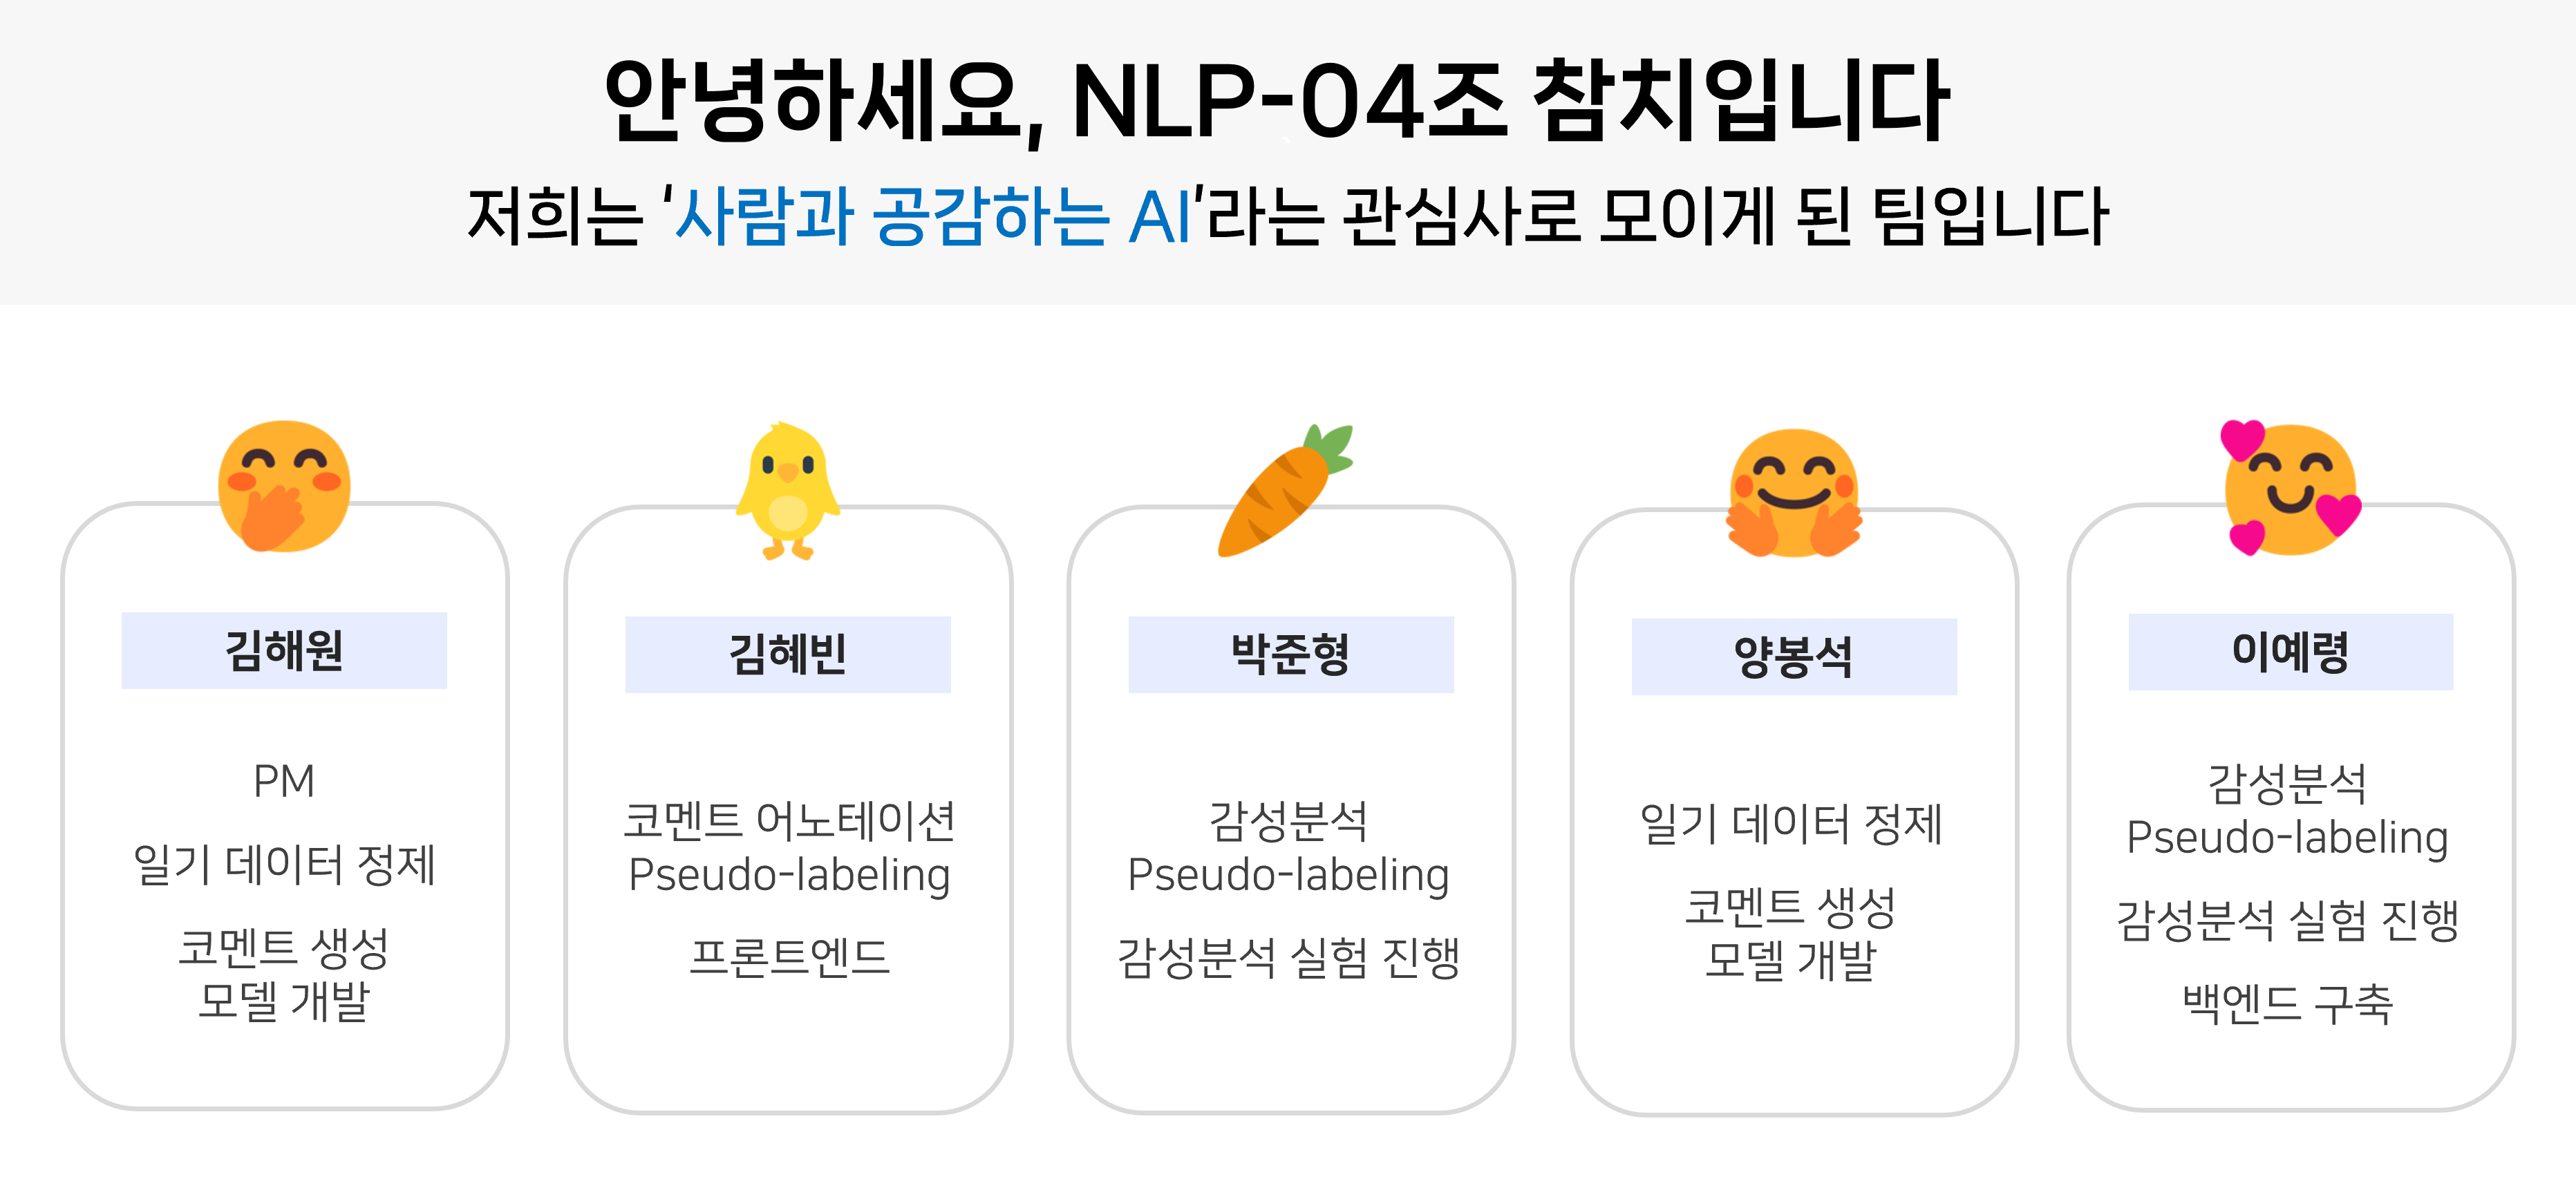 안녕하세요, NLP-04조 참치입니다
저희는 '사람과 공감하는 AI'라는 관심사로 모이게 된 팀입니다
김해원
PM
일기 데이터 정제
코멘트 생성
모델 개발
김혜빈
코멘트 어노테이션
Pseudo-labeling
프론트엔드
박준형
감성분석
Pseudo-labeling
감성분석 실험 진행
양봉석
일기 데이터 정제
코멘트 생성
모델 개발
이예령
감성분석
Pseudo-labeling
감성분석 실험 진행
백엔드 구축